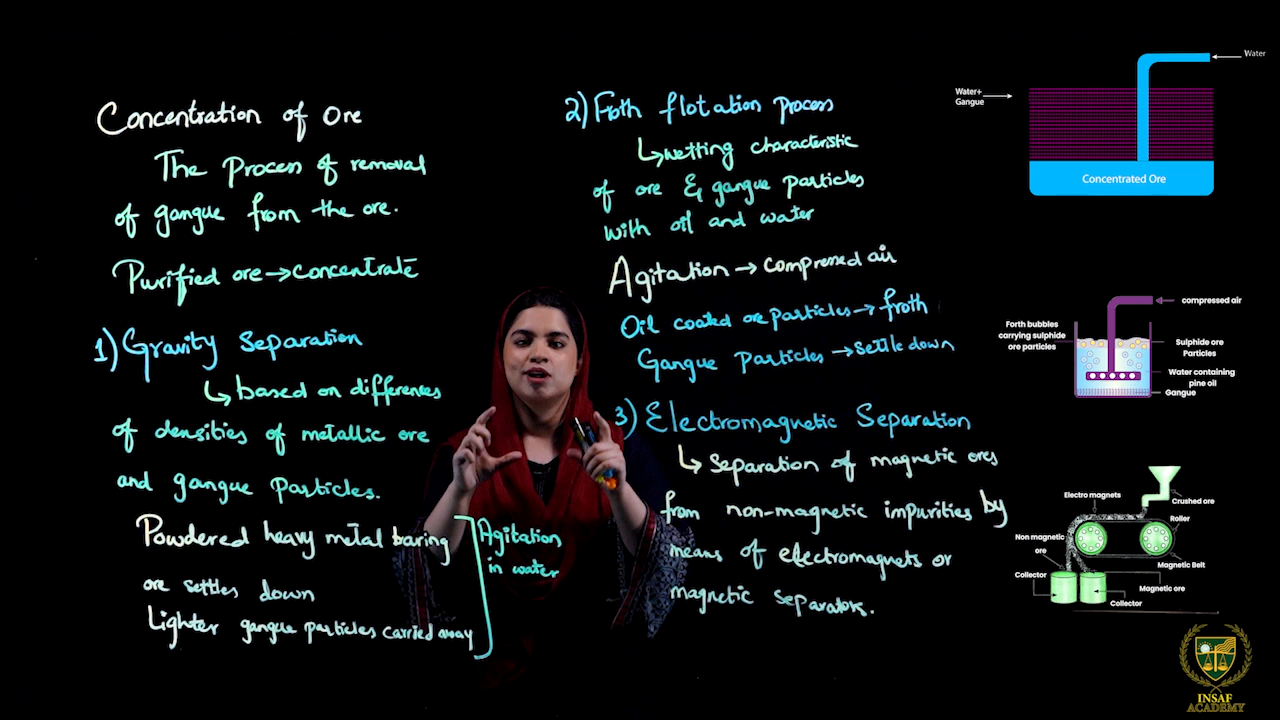 Concentration of Ore
The Process of removal
of gangue from the ore.
Purified ore → concentrate
1) Gravity Separation
↳ based on differences
of densities of metallic ore
and gangue particles.
Powdered heavy metal baring
ore settles down
Lighter gangue particles carried away
Agitation
in water
2) Froth flotation process
↳ wetting characteristic
of ore & gangue particles
with oil and water
Agitation → compressed air
Oil coated ore particles → froth
Gangue Particles → settle down
3) Electromagnetic Separation
↳ Separation of magnetic ores
from non-magnetic impurities by
means of electromagnets or
magnetic separators.
Water
Water+
Gangue
Concentrated Ore
compressed air
Forth bubbles
carrying sulphide
ore particles
Sulphide ore
Particles
Water containing
pine oil
Gangue
Electro magnets
Crushed ore
Roller
Non magnetic
ore
Magnetic Belt
Collector
Magnetic ore
Collector
INSAF
ACADEMY